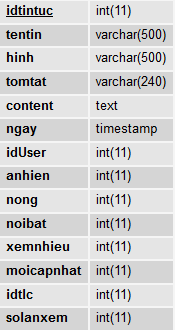 idtintuc int(11)
tentin varchar(500)
hinh varchar(500)
tomtat varchar(240)
content text
ngay timestamp
idUser int(11)
anhien int(11)
nong int(11)
noibat int(11)
xemnhieu int(11)
moicapnhat int(11)
idtlc int(11)
solanxem int(11)